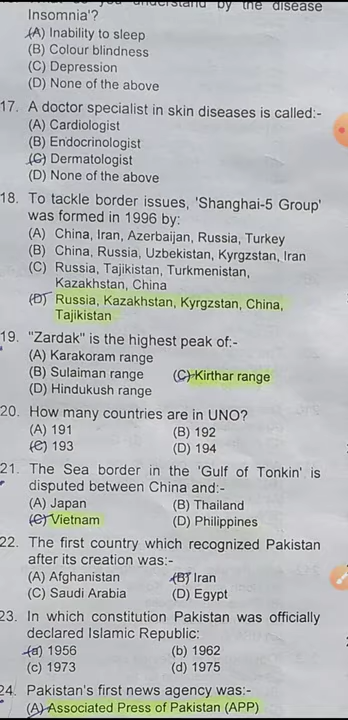 understand by the disease
Insomnia'?
(A) Inability to sleep
(B) Colour blindness
(C) Depression
(D) None of the above
17. A doctor specialist in skin diseases is called:-
(A) Cardiologist
(B) Endocrinologist
(C) Dermatologist
(D) None of the above
18. To tackle border issues, 'Shanghai-5 Group'
was formed in 1996 by:
(A) China, Iran, Azerbaijan, Russia, Turkey
(B) China, Russia, Uzbekistan, Kyrgzstan, Iran
(C) Russia, Tajikistan, Turkmenistan,
Kazakhstan, China
(D) Russia, Kazakhstan, Kyrgzstan, China,
Tajikistan
19. "Zardak" is the highest peak of:-
(A) Karakoram range
(B) Sulaiman range (C) Kirthar range
(D) Hindukush range
20. How many countries are in UNO?
(A) 191 (B) 192
(C) 193 (D) 194
21. The Sea border in the 'Gulf of Tonkin' is
disputed between China and:-
(A) Japan (B) Thailand
(C) Vietnam (D) Philippines
22. The first country which recognized Pakistan
after its creation was:-
(A) Afghanistan (B) Iran
(C) Saudi Arabia (D) Egypt
23. In which constitution Pakistan was officially
declared Islamic Republic:
(a) 1956 (b) 1962
(c) 1973 (d) 1975
24. Pakistan's first news agency was:-
(A) Associated Press of Pakistan (APP)